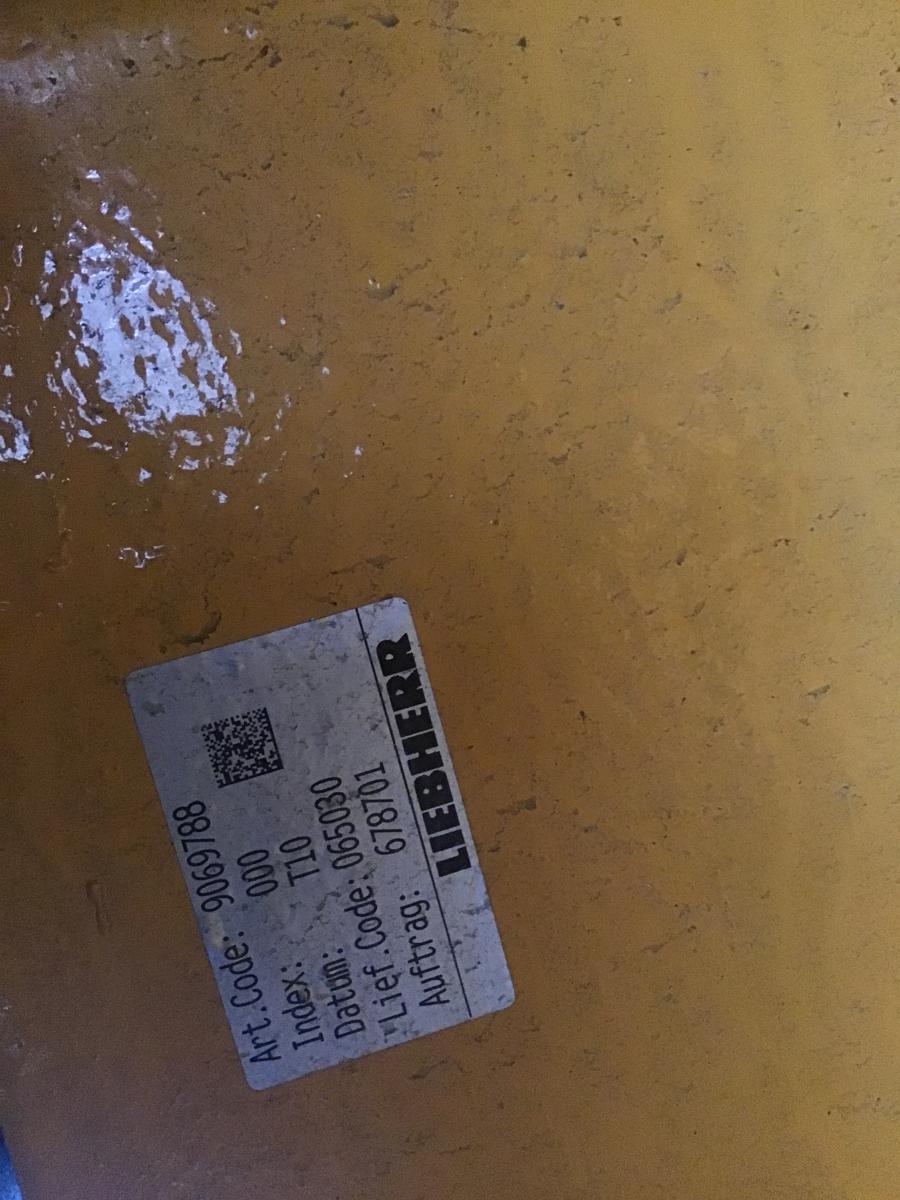 Art.Code: 9069788
Index: 000
Datum: T10
Lief.Code: 065030
Auftrag: 678701
LIEBHERR